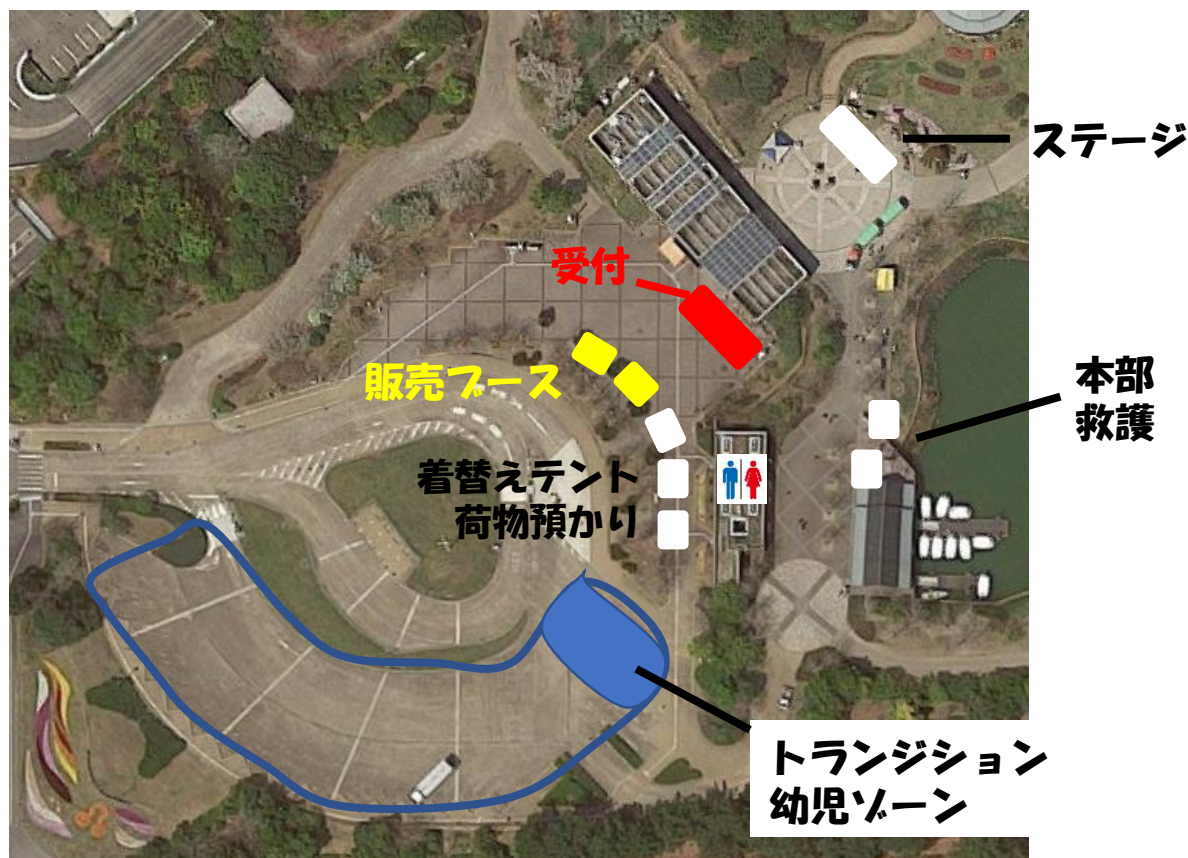 ステージ
受付
本部
救護
販売ブース
着替えテント
荷物預かり
トランジション
幼児ゾーン